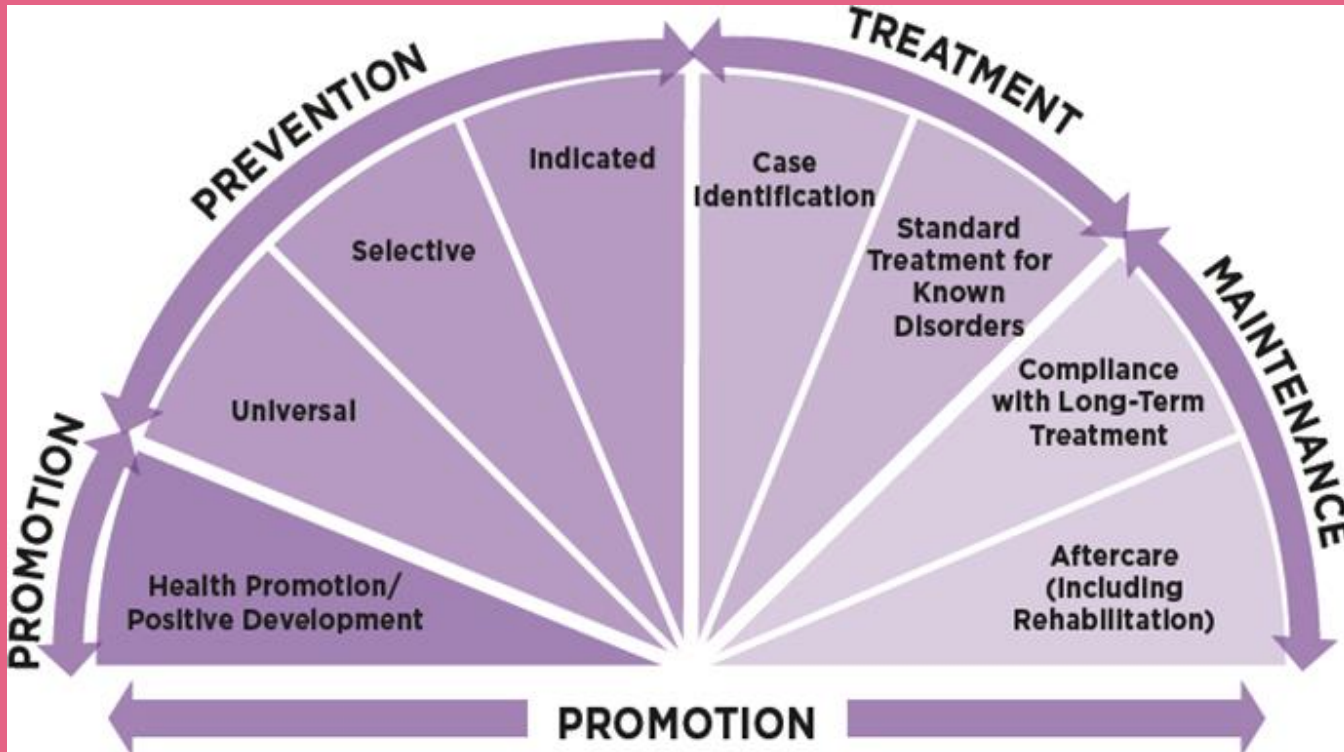 PROMOTION
PREVENTION
TREATMENT
MAINTENANCE
Health Promotion/
Positive Development
Universal
Selective
Indicated
Case
Identification
Standard
Treatment for
Known
Disorders
Compliance
with Long-Term
Treatment
Aftercare
(Including
Rehabilitation)
PROMOTION